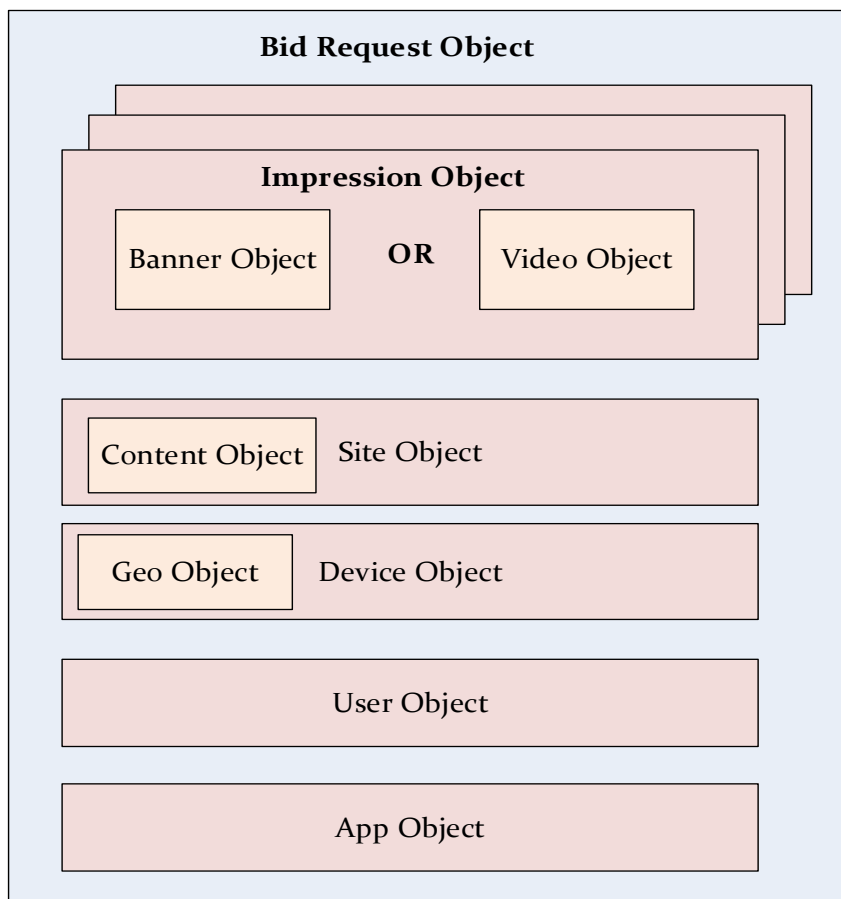 Bid Request Object
Impression Object
Banner Object OR Video Object
Content Object Site Object
Geo Object Device Object
User Object
App Object